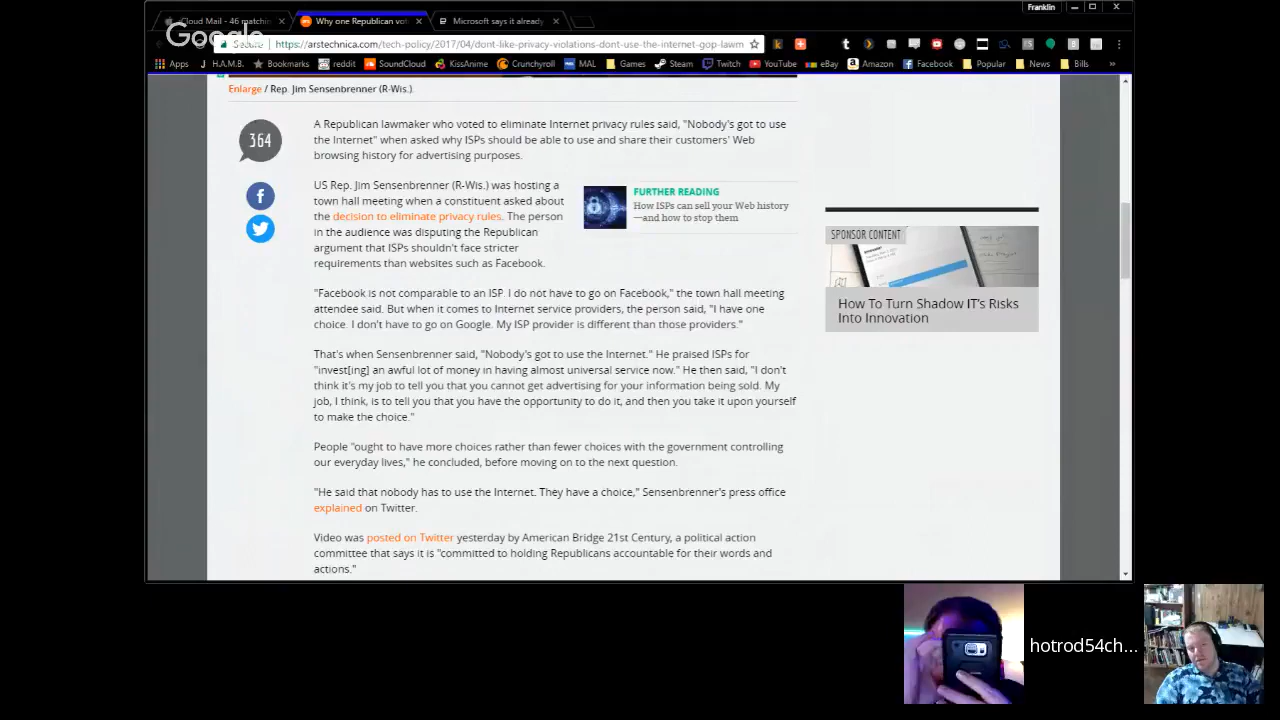 Franklin
iCloud Mail - 46 matchin
Why one Republican vot
Microsoft says it already
Google
Secure
https://arstechnica.com/tech-policy/2017/04/dont-like-privacy-violations-dont-use-the-internet-gop-lawm
Apps J.H.A.M.B. Bookmarks reddit SoundCloud KissAnime Crunchyroll MAL Games Steam Twitch YouTube eBay Amazon Facebook Popular News Bills »
Enlarge / Rep. Jim Sensenbrenner (R-Wis.).
364
A Republican lawmaker who voted to eliminate Internet privacy rules said, "Nobody's got to use
the Internet" when asked why ISPs should be able to use and share their customers' Web
browsing history for advertising purposes.
US Rep. Jim Sensenbrenner (R-Wis.) was hosting a
town hall meeting when a constituent asked about
the decision to eliminate privacy rules. The person
in the audience was disputing the Republican
argument that ISPs shouldn't face stricter
requirements than websites such as Facebook.
FURTHER READING
How ISPs can sell your Web history
—and how to stop them
"Facebook is not comparable to an ISP. I do not have to go on Facebook," the town hall meeting
attendee said. But when it comes to Internet service providers, the person said, "I have one
choice. I don't have to go on Google. My ISP provider is different than those providers."
That's when Sensenbrenner said, "Nobody's got to use the Internet." He praised ISPs for
"invest[ing] an awful lot of money in having almost universal service now." He then said, "I don't
think it's my job to tell you that you cannot get advertising for your information being sold. My
job, I think, is to tell you that you have the opportunity to do it, and then you take it upon yourself
to make the choice."
People "ought to have more choices rather than fewer choices with the government controlling
our everyday lives," he concluded, before moving on to the next question.
"He said that nobody has to use the Internet. They have a choice," Sensenbrenner's press office
explained on Twitter.
Video was posted on Twitter yesterday by American Bridge 21st Century, a political action
committee that says it is "committed to holding Republicans accountable for their words and
actions."
SPONSOR CONTENT
How To Turn Shadow IT's Risks
Into Innovation
hotrod54ch...